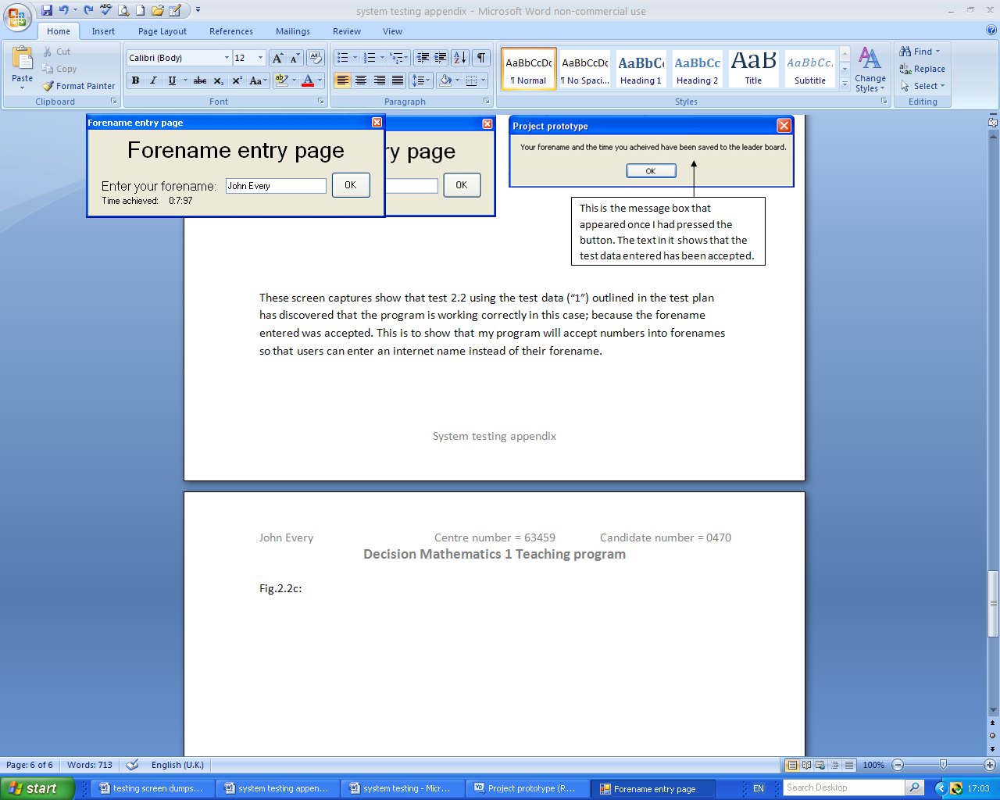 system testing appendix - Microsoft Word non-commercial use
Home Insert Page Layout References Mailings Review View
Paste
Cut
Copy
Format Painter
Clipboard
Calibri (Body) 12
Font
Paragraph
AaBbCcDc AaBbCcDc AaBbC AaBbCc AaB AaBbCc.
¶ Normal ¶ No Spaci... Heading 1 Heading 2 Title Subtitle
Styles
Change Styles
Find
Replace
Select
Editing
Forename entry page
Forename entry page
Enter your forename: John Every OK
Time achieved: 0:7:97
ry page
OK
Project prototype
Your forename and the time you acheived have been saved to the leader board.
OK
This is the message box that
appeared once I had pressed the
button. The text in it shows that the
test data entered has been accepted.
These screen captures show that test 2.2 using the test data (“1”) outlined in the test plan
has discovered that the program is working correctly in this case; because the forename
entered was accepted. This is to show that my program will accept numbers into forenames
so that users can enter an internet name instead of their forename.
System testing appendix
John Every Centre number = 63459 Candidate number = 0470
Decision Mathematics 1 Teaching program
Fig.2.2c:
Page: 6 of 6 Words: 713 English (U.K.) 100%
start testing screen dumps... system testing appen... system testing - Micr... Project prototype (R... Forename entry page EN Search Desktop 17:03